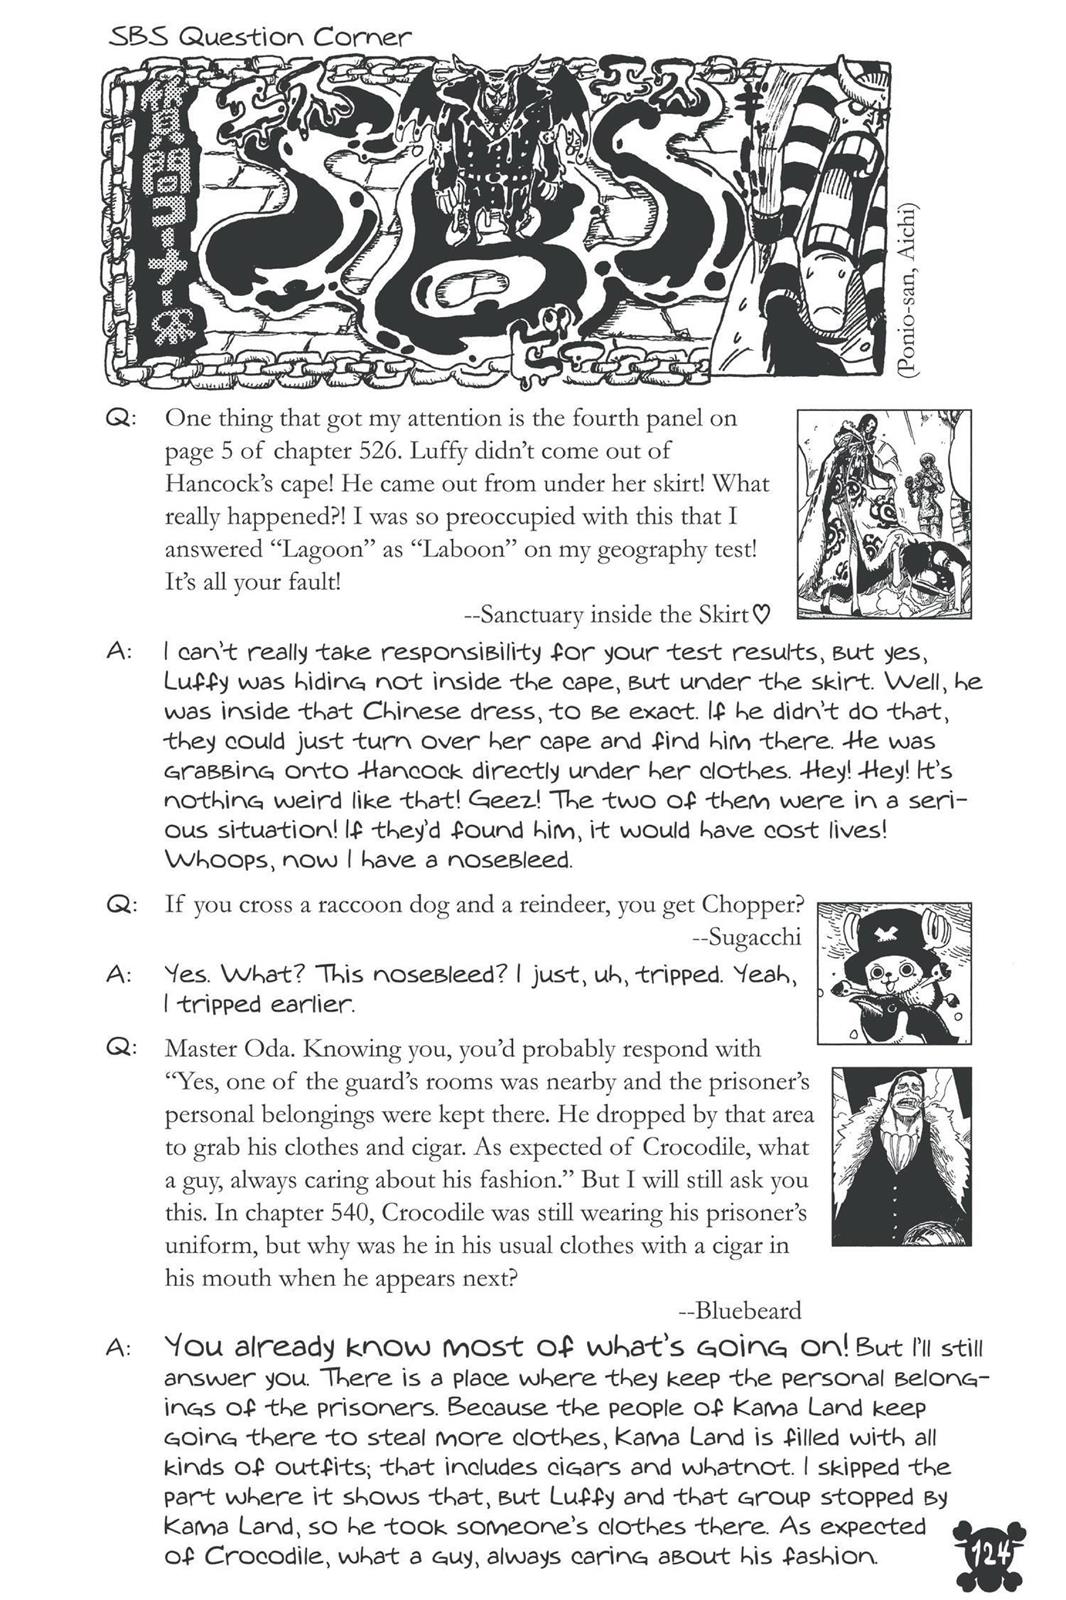 SBS Question Corner
質問コーナー
SBS
(Ponio-san, Aichi)
Q: One thing that got my attention is the fourth panel on
page 5 of chapter 526. Luffy didn't come out of
Hancock's cape! He came out from under her skirt! What
really happened?! I was so preoccupied with this that I
answered “Lagoon” as “Laboon” on my geography test!
It's all your fault!
--Sanctuary inside the Skirt♡
A: I can't really take responsibility for your test results, but yes,
Luffy was hiding not inside the cape, but under the skirt. Well, he
was inside that Chinese dress, to be exact. If he didn't do that,
they could just turn over her cape and find him there. He was
grabbing onto Hancock directly under her clothes. Hey! Hey! It's
nothing weird like that! Geez! The two of them were in a seri-
ous situation! If they'd found him, it would have cost lives!
Whoops, now I have a nosebleed.
Q: If you cross a raccoon dog and a reindeer, you get Chopper?
--Sugacchi
A: Yes. What? This nosebleed? I just, uh, tripped. Yeah,
I tripped earlier.
Q: Master Oda. Knowing you, you'd probably respond with
“Yes, one of the guard's rooms was nearby and the prisoner's
personal belongings were kept there. He dropped by that area
to grab his clothes and cigar. As expected of Crocodile, what
a guy, always caring about his fashion.” But I will still ask you
this. In chapter 540, Crocodile was still wearing his prisoner's
uniform, but why was he in his usual clothes with a cigar in
his mouth when he appears next?
--Bluebeard
A: You already know most of what's going on! But I'll still
answer you. There is a place where they keep the personal belong-
ings of the prisoners. Because the people of Kama Land keep
going there to steal more clothes, Kama Land is filled with all
kinds of outfits; that includes cigars and whatnot. I skipped the
part where it shows that, but Luffy and that group stopped by
Kama Land, so he took someone's clothes there. As expected
of Crocodile, what a guy, always caring about his fashion.
124